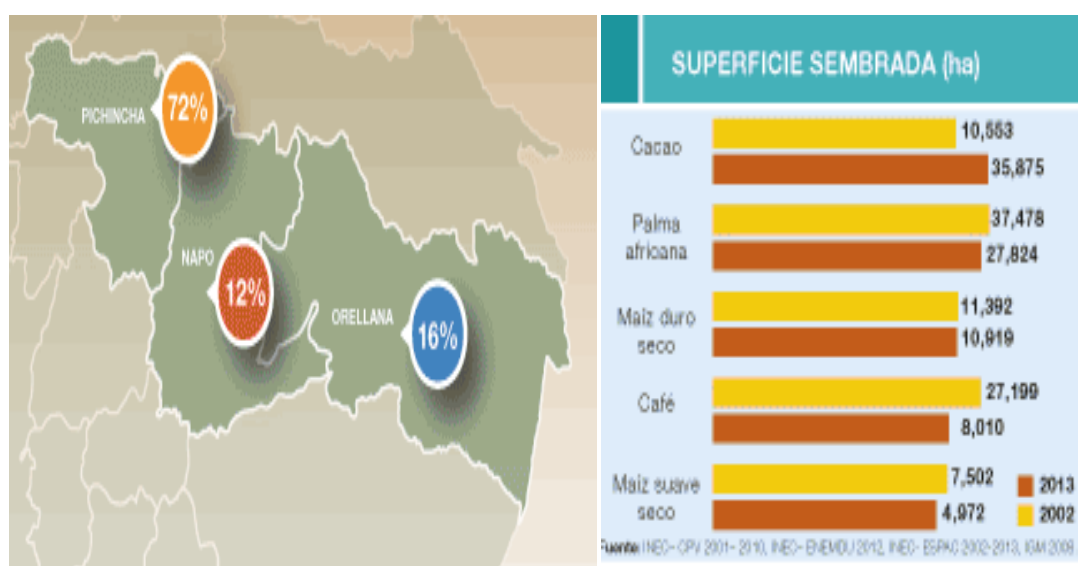 PICHINCHA
72%
NAPO
12%
ORELLANA
16%
SUPERFICIE SEMBRADA (ha)
Cacao
10,553
35,875
Palma
africana
37,478
27,824
Maíz duro
seco
11,392
10,919
Café
27,199
8,010
Maíz suave
seco
7,502
4,972
2013
2002
Fuente: INEC- CPV 2001- 2010, INEC- ENEMDU 2012, INEC- ESPAC 2002-2013, IGM 2009.